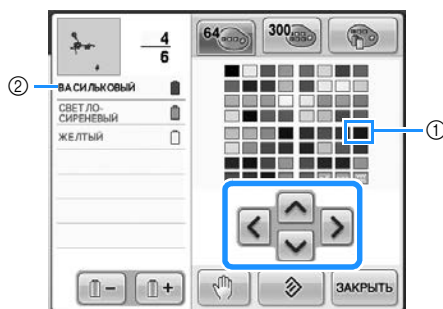 4
6
64
300
② ВАСИЛЬКОВЫЙ
СВЕТЛО-
СИРЕНЕВЫЙ
ЖЕЛТЫЙ
①
− +
ЗАКРЫТЬ